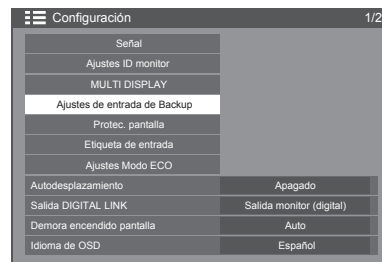 Configuración 1/2
Señal
Ajustes ID monitor
MULTI DISPLAY
Ajustes de entrada de Backup
Protec. pantalla
Etiqueta de entrada
Ajustes Modo ECO
Autodesplazamiento Apagado
Salida DIGITAL LINK Salida monitor (digital)
Demora encendido pantalla Auto
Idioma de OSD Español